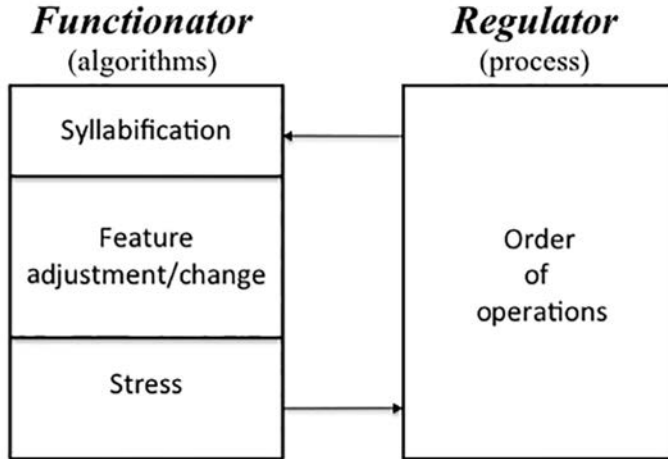 Functionator
(algorithms)
Syllabification
Feature
adjustment/change
Stress
Regulator
(process)
Order
of
operations